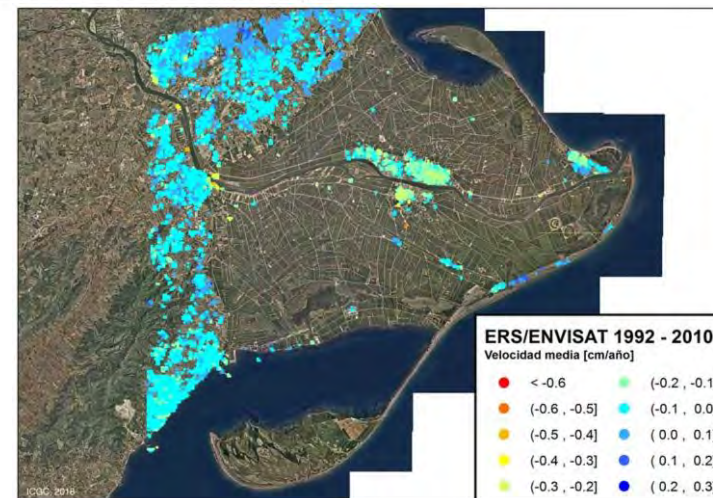 ERS/ENVISAT 1992 - 2010
Velocidad media [cm/año]
< -0.6
(-0.6 , -0.5]
(-0.5 , -0.4]
(-0.4 , -0.3]
(-0.3 , -0.2]
(-0.2 , -0.1
(-0.1 , 0.0
( 0.0 , 0.1
( 0.1 , 0.2
( 0.2 , 0.3
ICGC, 2016